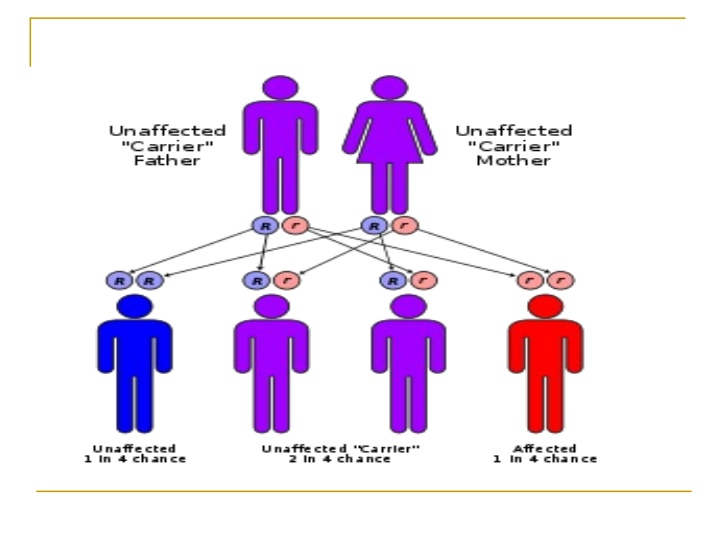 Unaffected
"Carrier"
Father
Unaffected
"Carrier"
Mother
R r R r
R R R r R r r r
Unaffected
1 in 4 chance
Unaffected "Carrier"
2 in 4 chance
Affected
1 in 4 chance